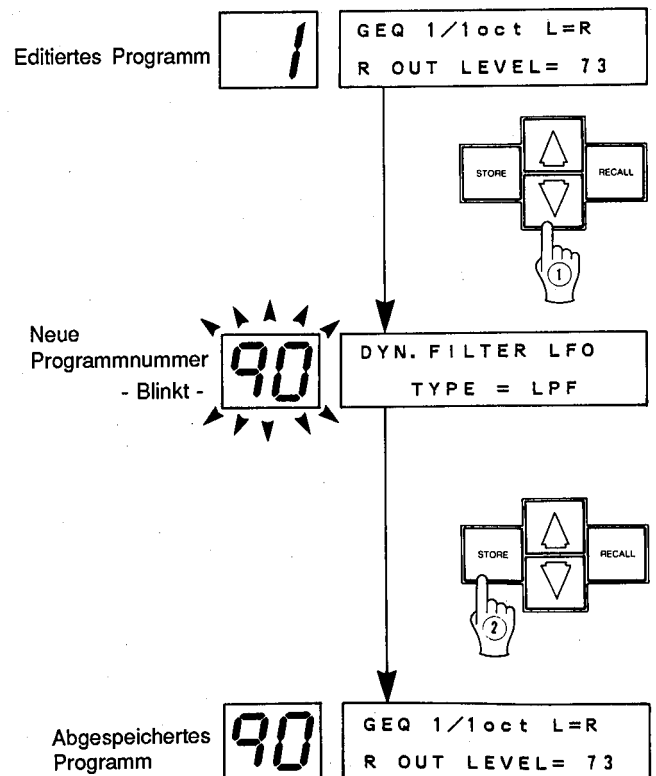 Editiertes Programm
1
GEQ 1/1oct L=R
R OUT LEVEL= 73
STORE
RECALL
1
Neue
Programmnummer
- Blinkt -
90
DYN. FILTER LFO
TYPE = LPF
STORE
RECALL
2
Abgespeichertes
Programm
90
GEQ 1/1oct L=R
R OUT LEVEL= 73